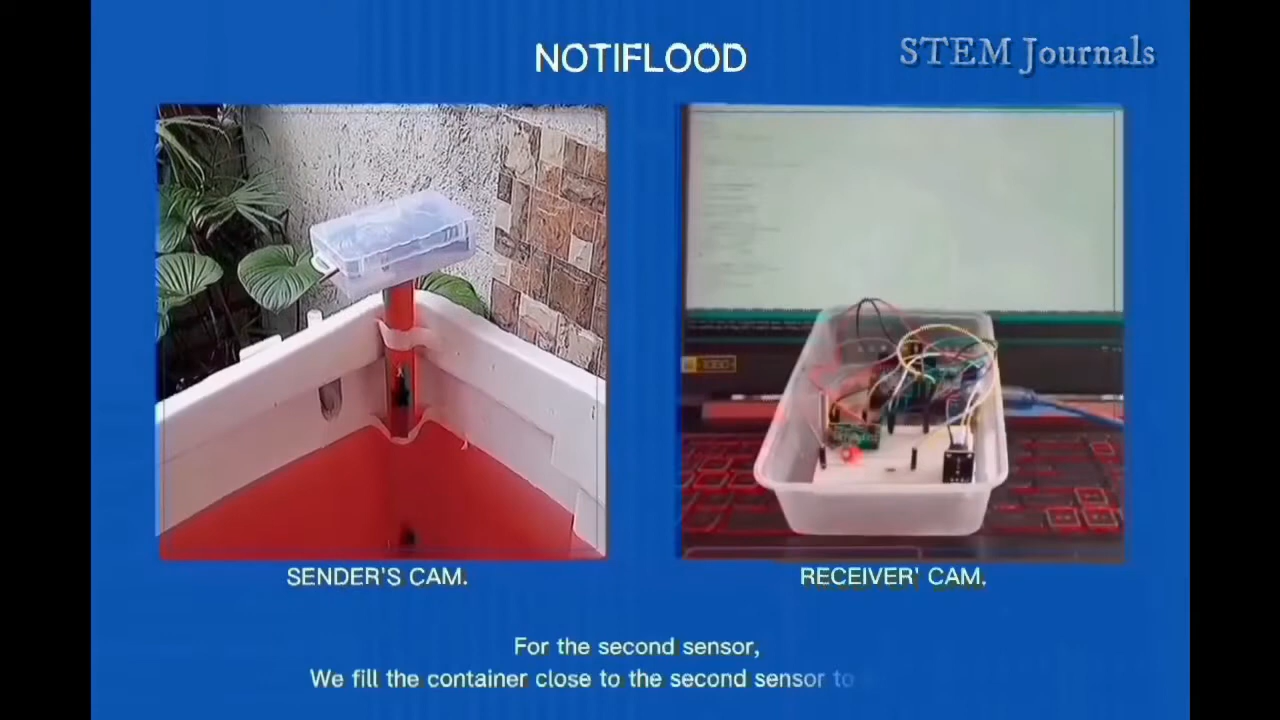 NOTIFLOOD
STEM Journals
SENDER'S CAM.
RECEIVER' CAM.
For the second sensor,
We fill the container close to the second sensor to